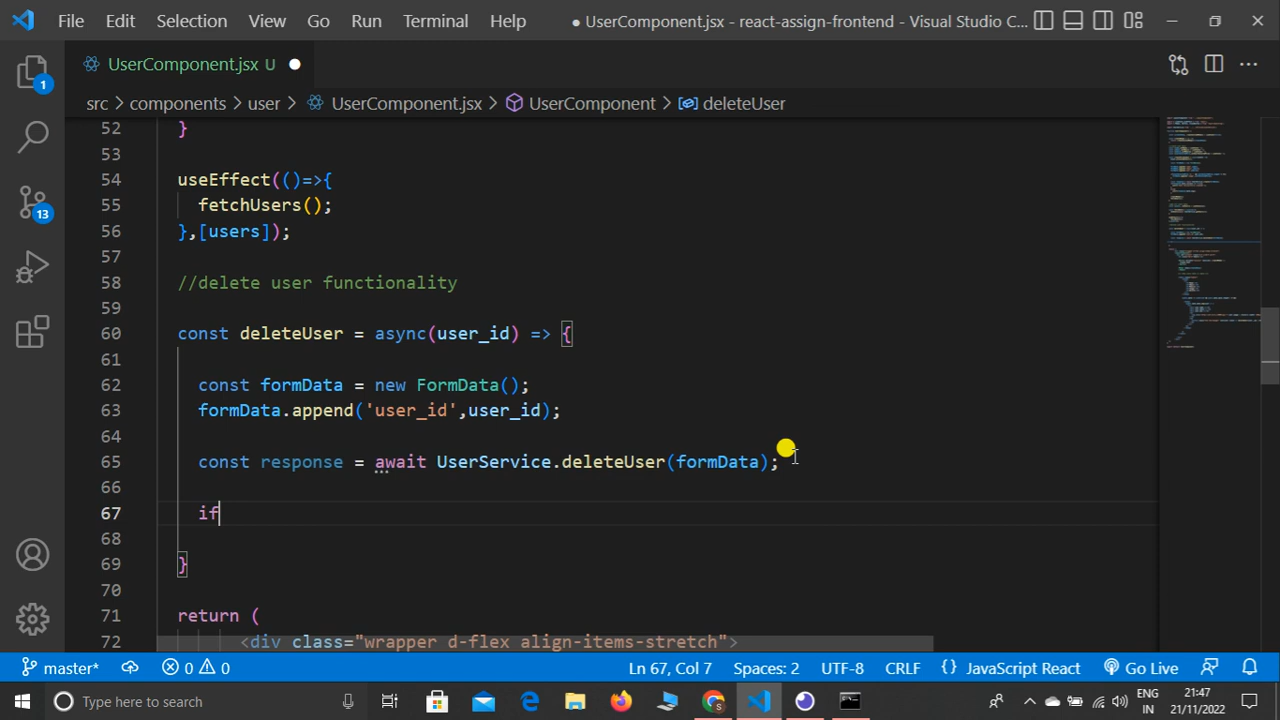 File Edit Selection View Go Run Terminal Help ● UserComponent.jsx - react-assign-frontend - Visual Studio C...
UserComponent.jsx U
src > components > user > UserComponent.jsx > UserComponent > deleteUser
52 }
53
54 useEffect(()=>{
55 fetchUsers();
56 },[users]);
57
58 //delete user functionality
59
60 const deleteUser = async(user_id) => {
61
62 const formData = new FormData();
63 formData.append('user_id',user_id);
64
65 const response = await UserService.deleteUser(formData);
66
67 if
68
69 }
70
71 return (
72 <div class="wrapper d-flex align-items-stretch">
1
13
master* 0 0 Ln 67, Col 7 Spaces: 2 UTF-8 CRLF {} JavaScript React Go Live
Type here to search ENG IN 21:47 21/11/2022